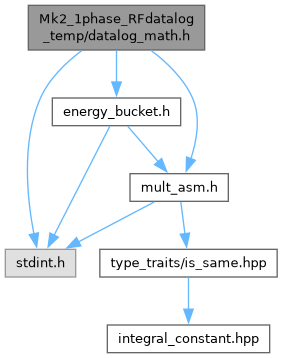 Mk2_1phase_RFdatalog
_temp/datalog_math.h
energy_bucket.h
mult_asm.h
stdint.h
type_traits/is_same.hpp
integral_constant.hpp